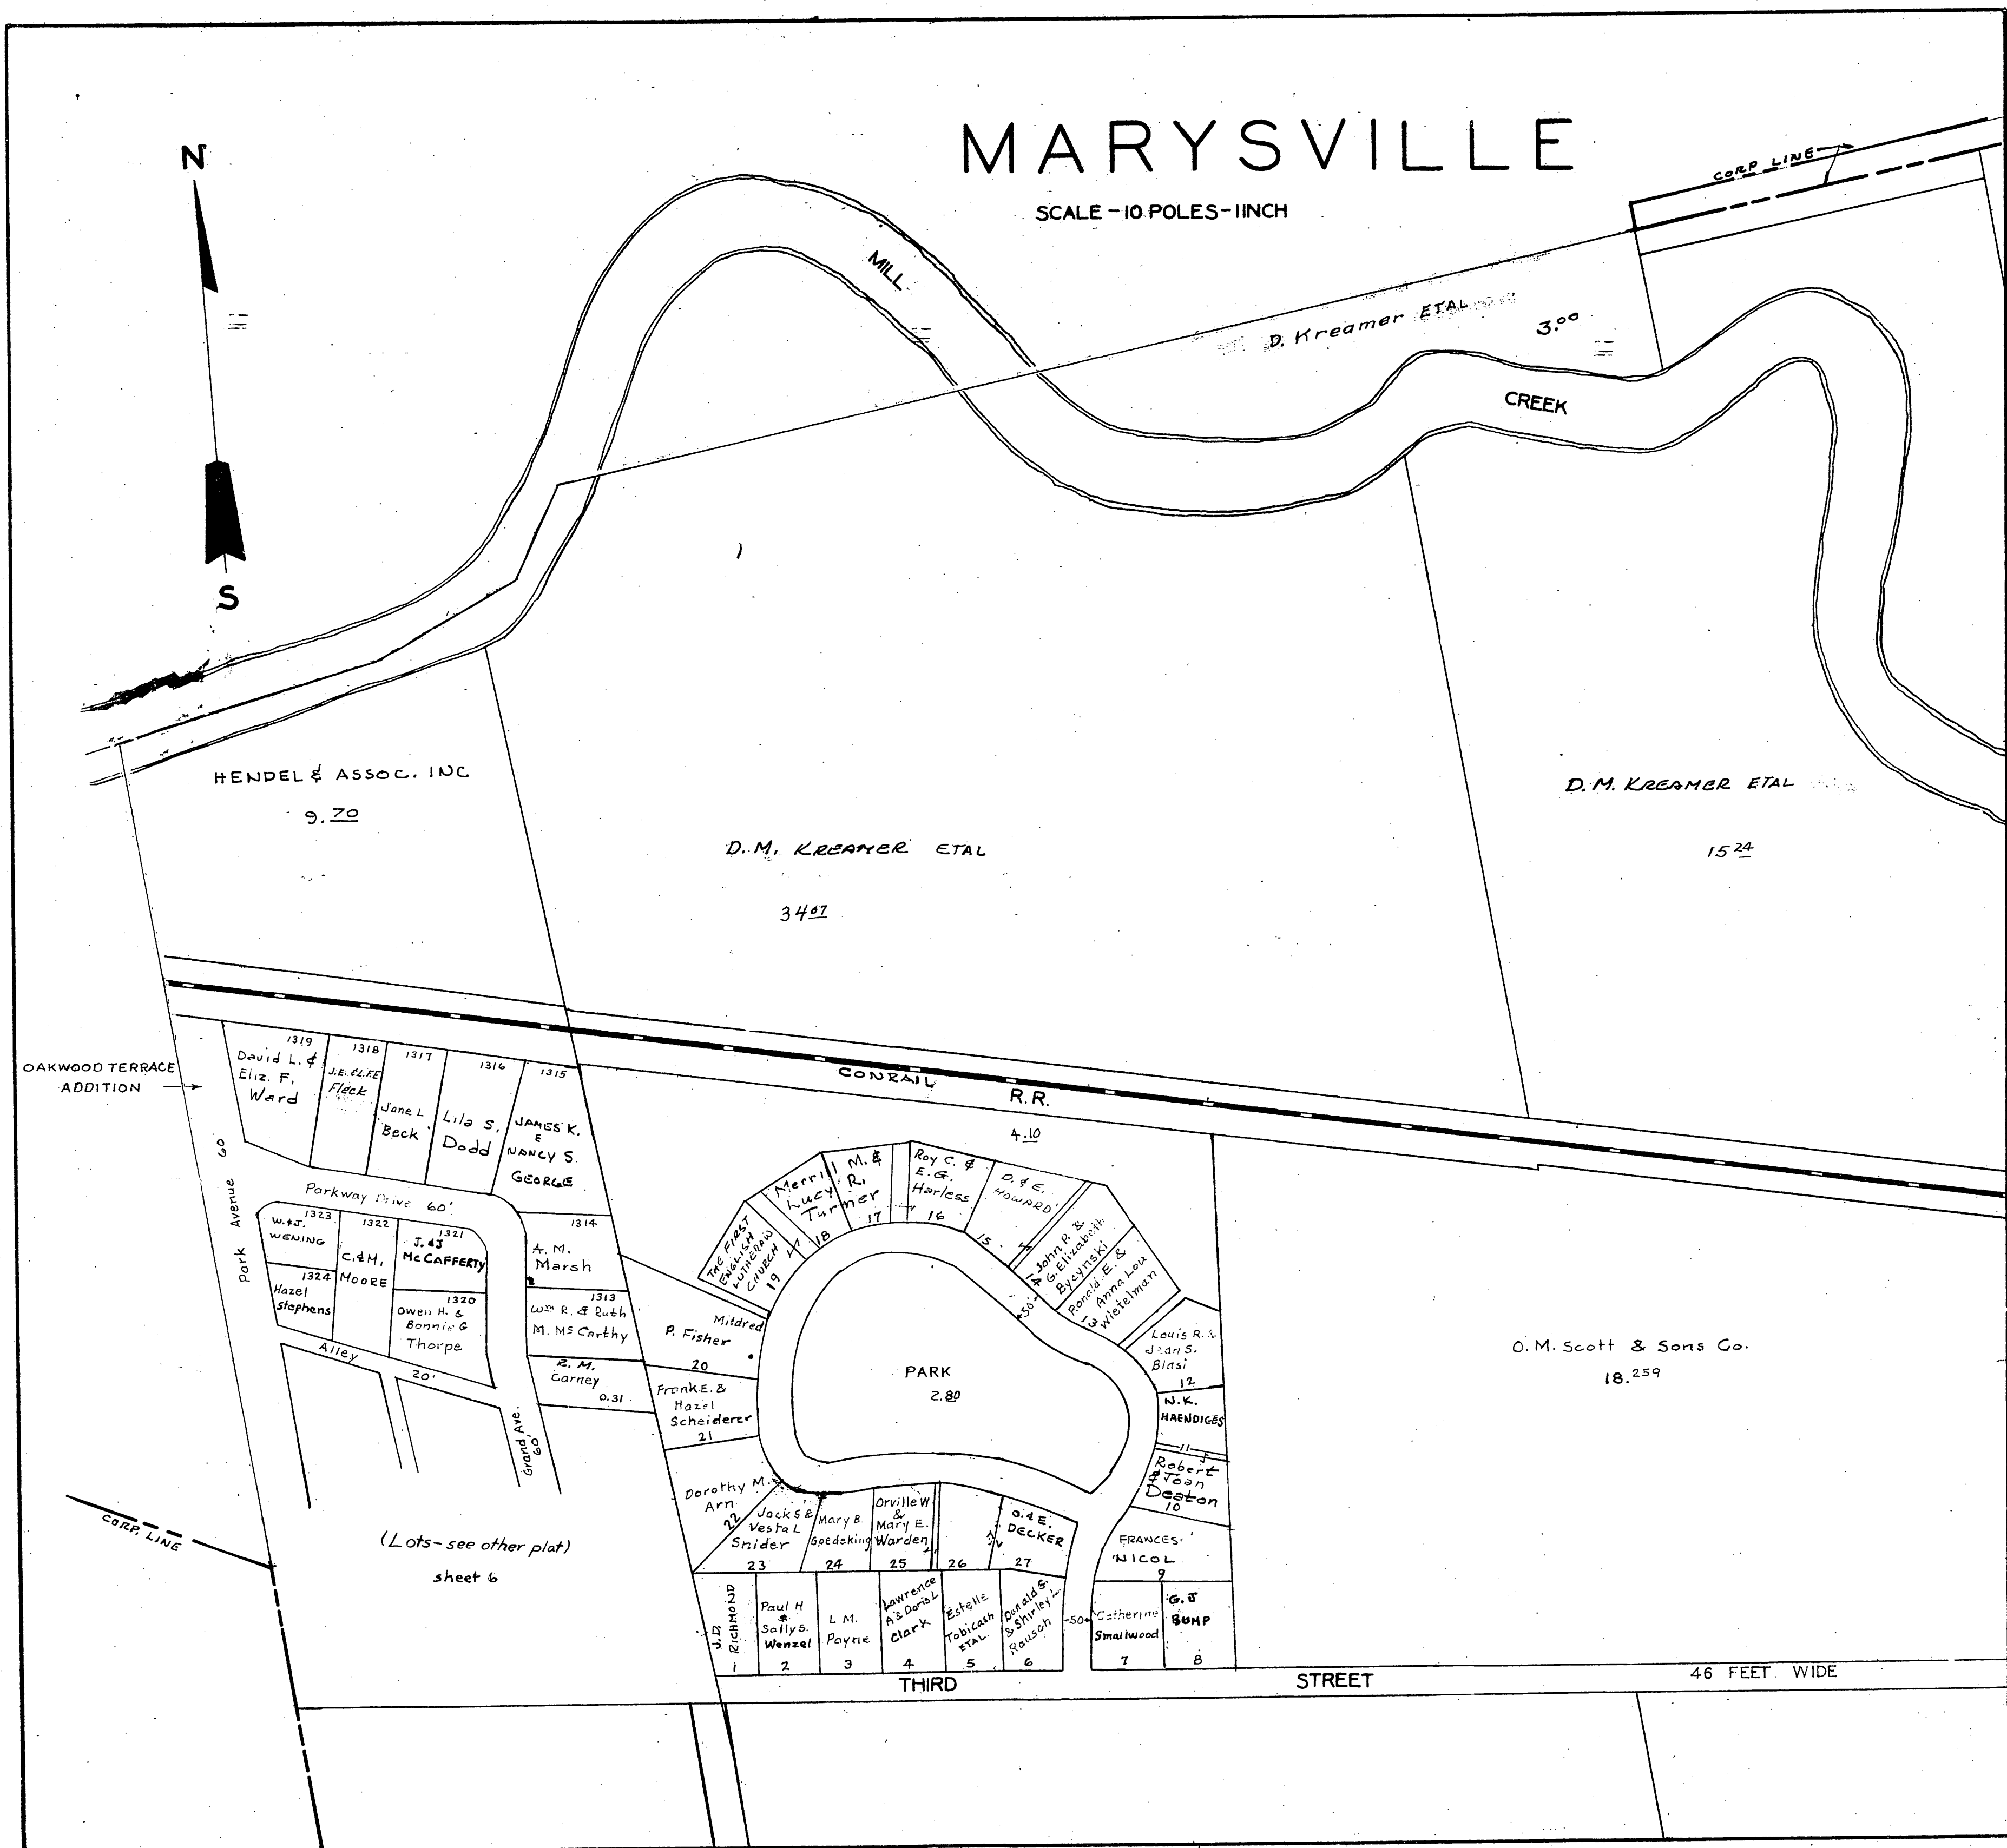 MARYSVILLE
SCALE - 10 POLES - 1 INCH
N
S
CORP LINE
MILL
CREEK
D. Kreamer ETAL
3.00
HENDEL & ASSOC. INC
9.70
D.M. KREAMER ETAL
34 07
D.M. KREAMER ETAL
15 24
CONRAIL
R.R.
4.10
OAKWOOD TERRACE
ADDITION
1319
David L. &
Eliz. F.
Ward
1318
Fleck
1317
Jane L
Beck
1316
Lila S.
Dodd
1315
JAMES K.
&
NANCY S.
GEORGE
Park Avenue 60'
Parkway Drive 60'
1323
W. & J.
WENING
1322
C. & M.
MOORE
1321
J. & J
McCAFFERTY
1324
Hazel
Stephens
1320
Owen H. &
Bonnie G
Thorpe
Alley
20'
Grand Ave.
60'
1314
A. M.
Marsh
1313
Wm R. & Ruth
M. McCarthy
R. M.
Carney
0.31
THE FIRST
ENGLISH
LUTHERAN
CHURCH
19
Merrill M. &
Lucy R.
Turner
18
17
Roy C. &
E. G.
Harless
16
D. & E.
HOWARD
15
John P. &
G. Elizabeth
Bycynski
14
Ronald E. &
Anna Lou
Wietelman
13
50'
Louis R. &
Jean S.
Blasi
12
N.K.
HAENDIGES
11
Robert
& Joan
Deaton
10
FRANCES
NICOL
9
Mildred
P. Fisher
20
Frank E. &
Hazel
Scheiderer
21
Dorothy M.
Arn
22
PARK
2.80
Jack S &
Vesta L
Snider
23
Mary B
Goedeking
24
Orville W
&
Mary E.
Warden
25
26
O. & E.
DECKER
27
J.D.
RICHMOND
1
Paul H
&
Sally S.
Wenzel
2
L M.
Payne
3
Lawrence
A & Doris L
Clark
4
Estelle
Tobicash
ETAL
5
Donald S.
& Shirley L.
Rausch
6
50
Catherine
Smallwood
7
G. J
BUMP
8
O. M. Scott & Sons Co.
18.259
CORP. LINE
(Lots-see other plat)
sheet 6
THIRD STREET
46 FEET WIDE